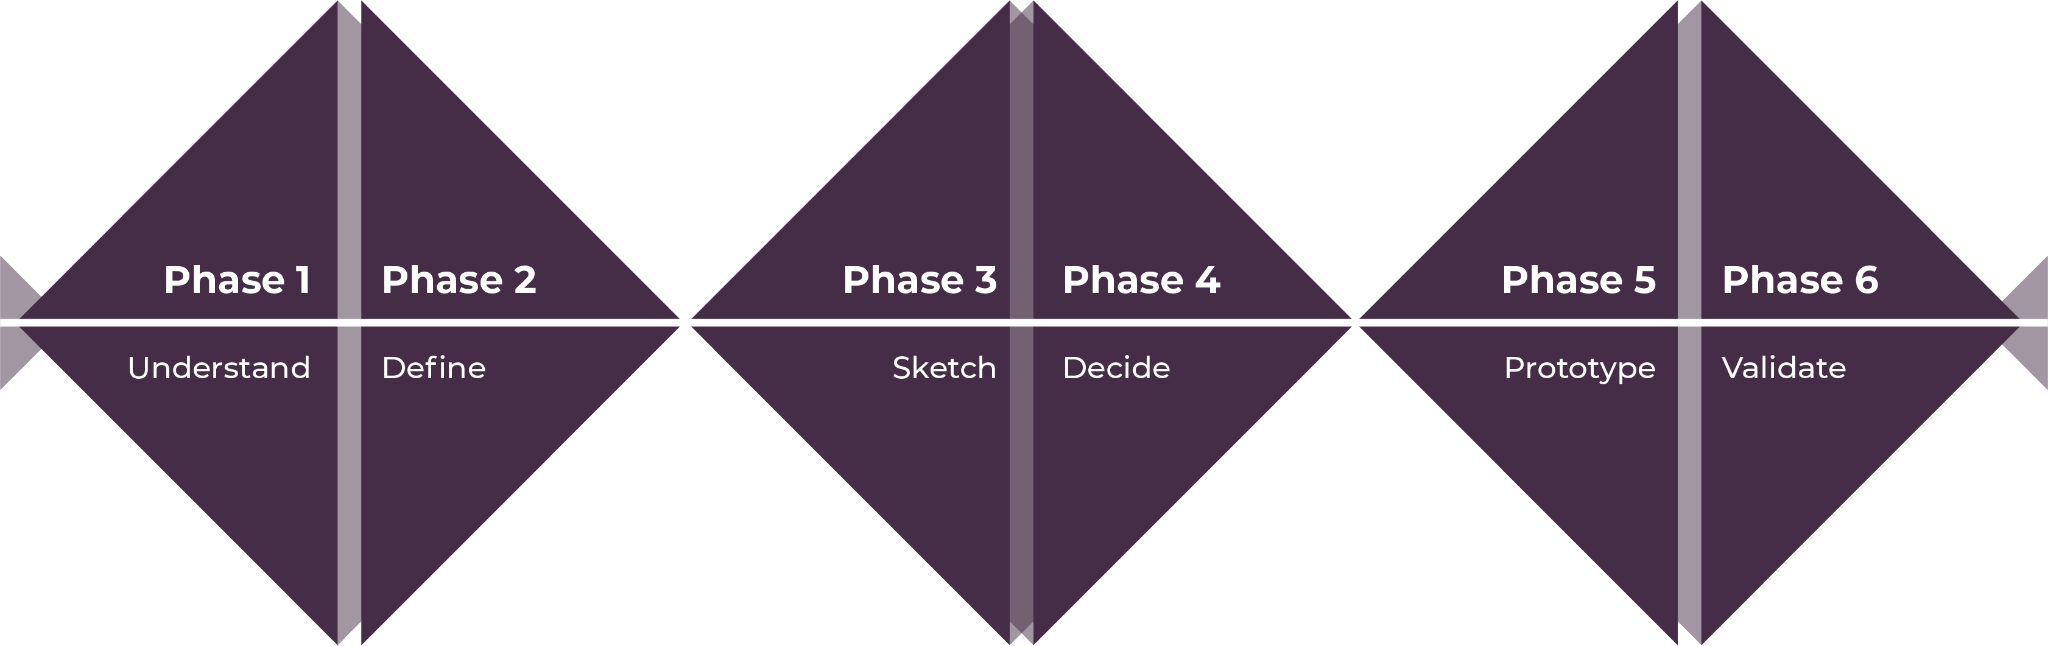 Phase 1
Understand
Phase 2
Define
Phase 3
Sketch
Phase 4
Decide
Phase 5
Prototype
Phase 6
Validate